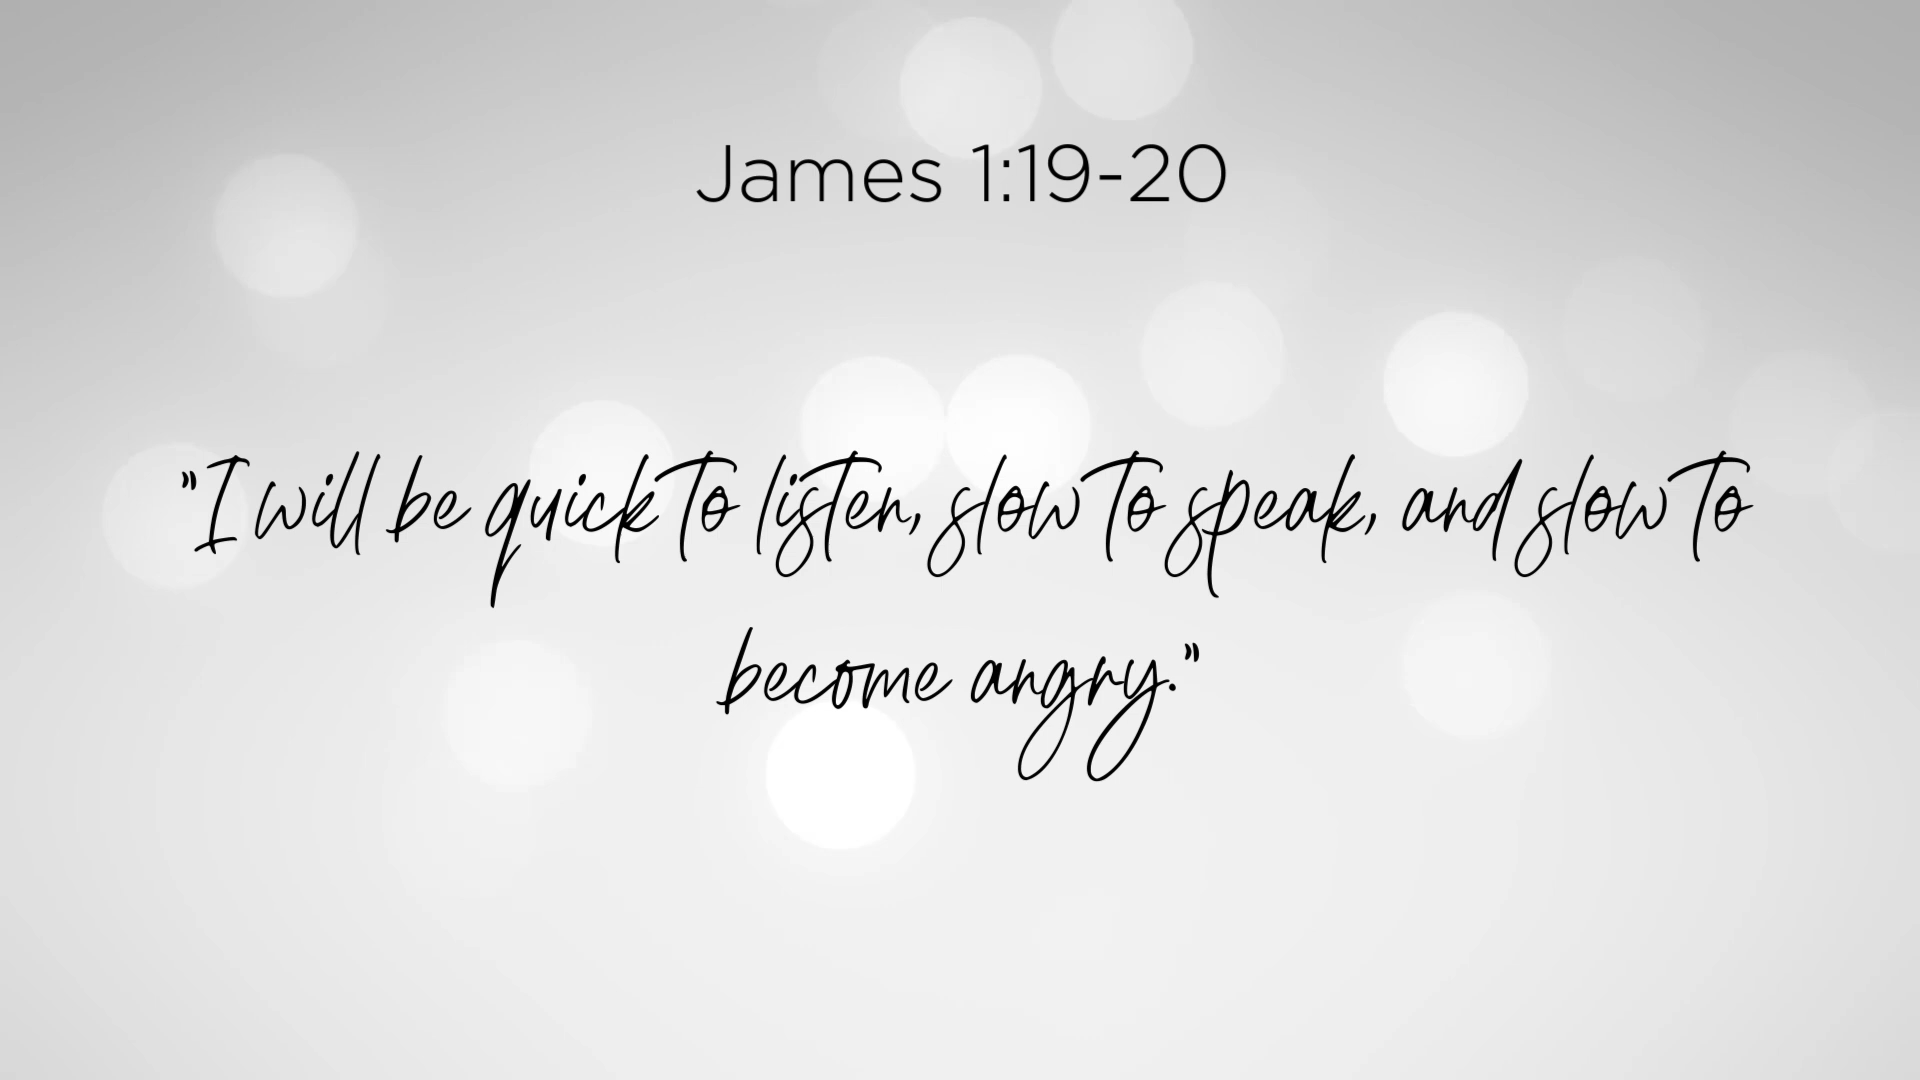 James 1:19-20
"I will be quick to listen, slow to speak, and slow to
become angry."